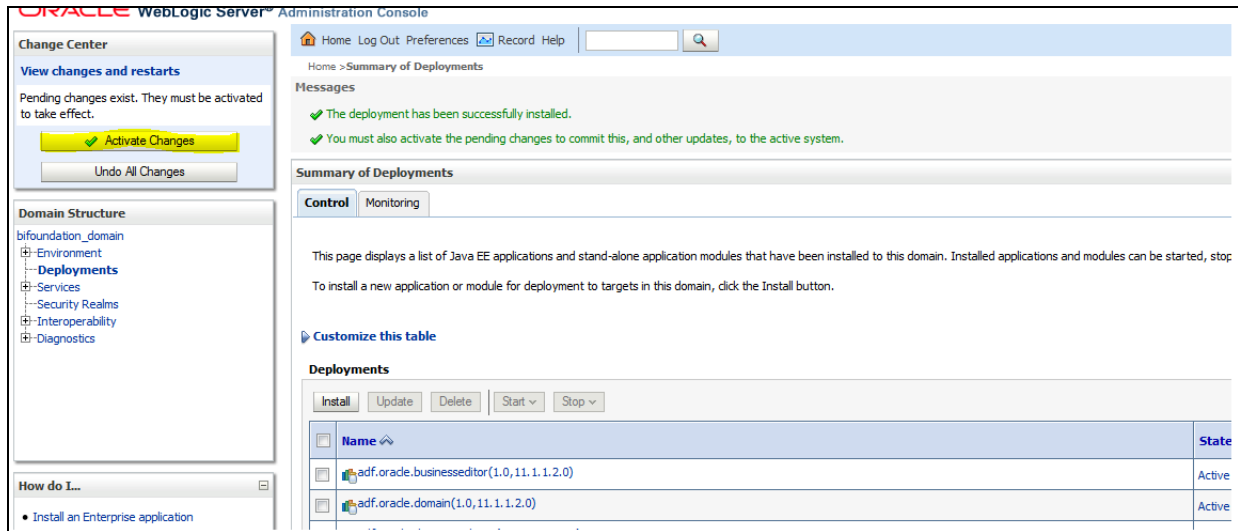 ORACLE WebLogic Server® Administration Console
Change Center
View changes and restarts
Pending changes exist. They must be activated
to take effect.
Activate Changes
Undo All Changes
Domain Structure
bifoundation_domain
Environment
Deployments
Services
Security Realms
Interoperability
Diagnostics
How do I...
Install an Enterprise application
Home Log Out Preferences Record Help
Home >Summary of Deployments
Messages
The deployment has been successfully installed.
You must also activate the pending changes to commit this, and other updates, to the active system.
Summary of Deployments
Control Monitoring
This page displays a list of Java EE applications and stand-alone application modules that have been installed to this domain. Installed applications and modules can be started, stop
To install a new application or module for deployment to targets in this domain, click the Install button.
Customize this table
Deployments
Install Update Delete Start Stop
Name State
adf.oracle.businesseditor(1.0,11.1.1.2.0) Active
adf.oracle.domain(1.0,11.1.1.2.0) Active